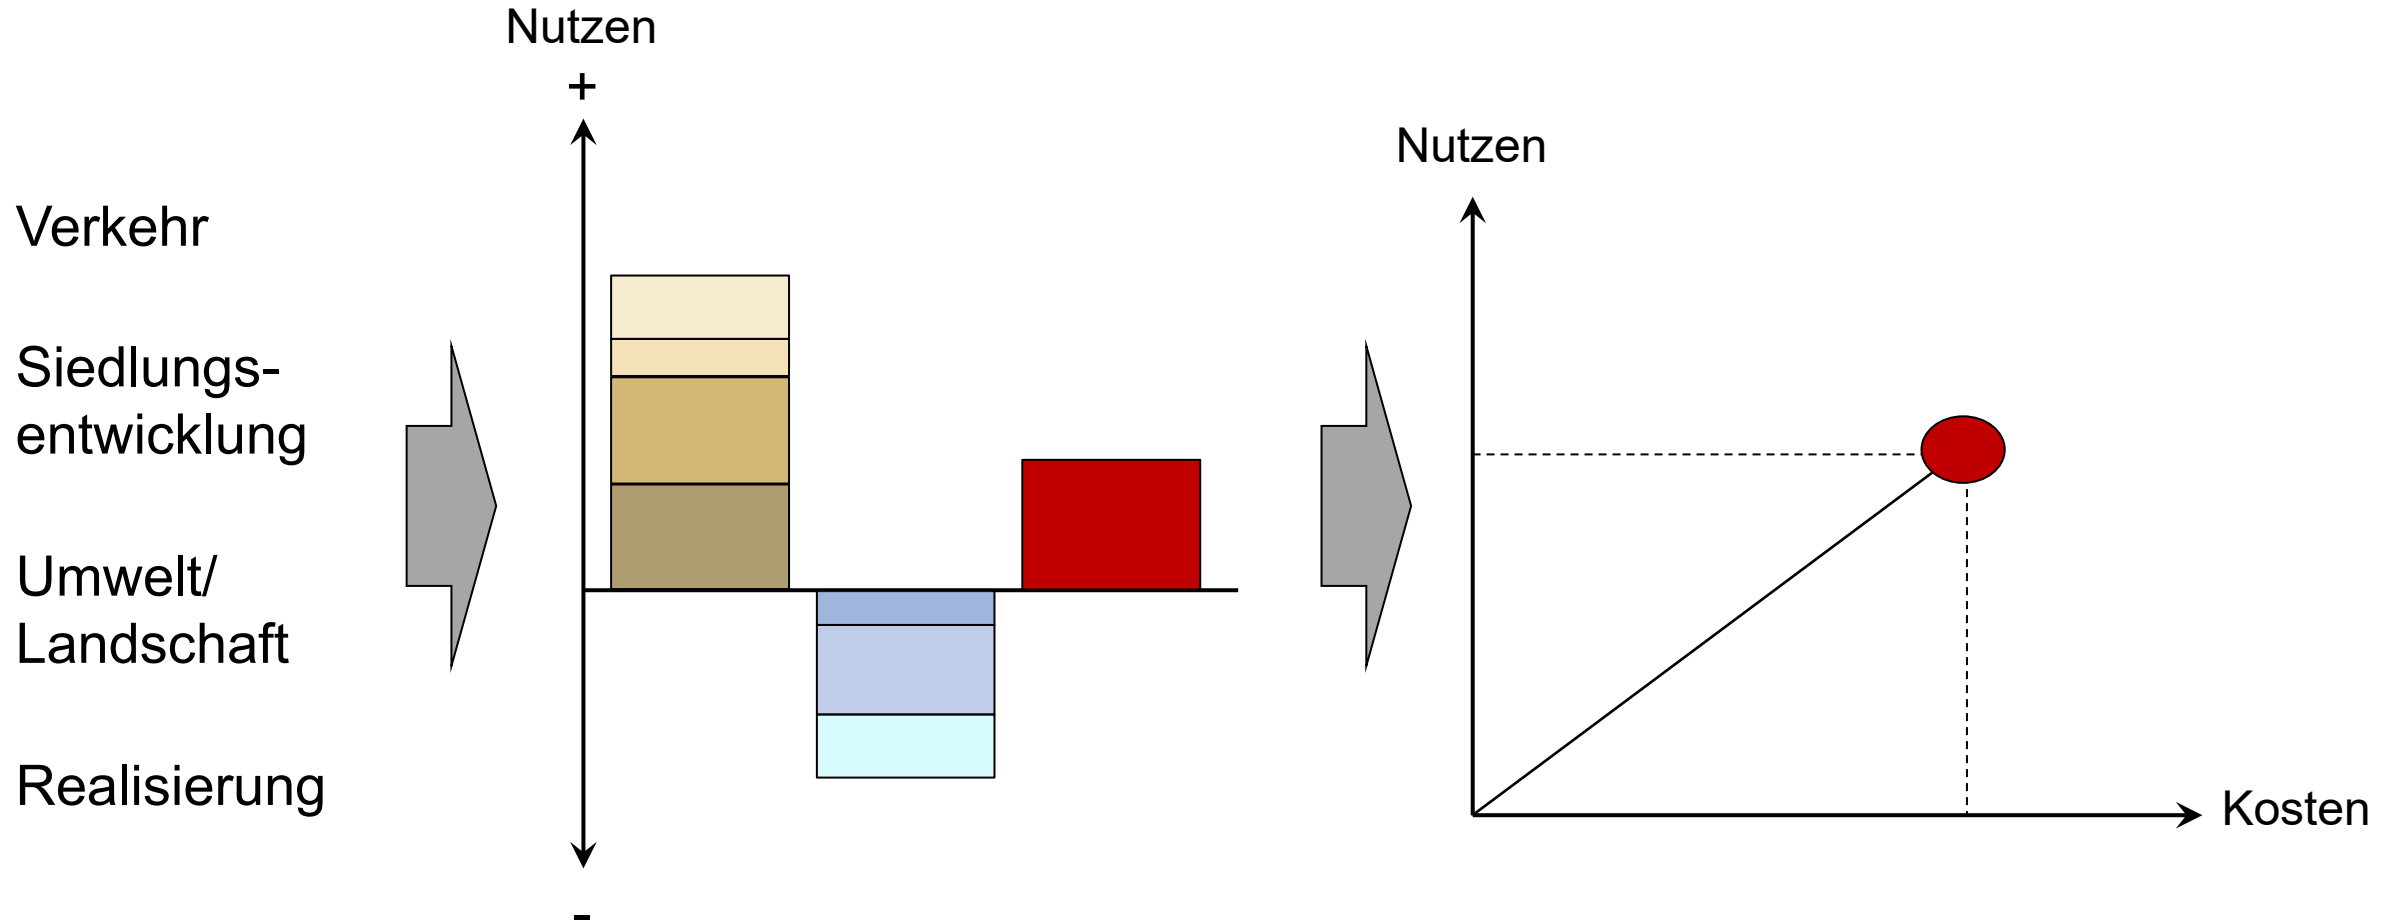 Nutzen
+
Nutzen
Verkehr
Siedlungs-
entwicklung
Umwelt/
Landschaft
Realisierung
Kosten
-